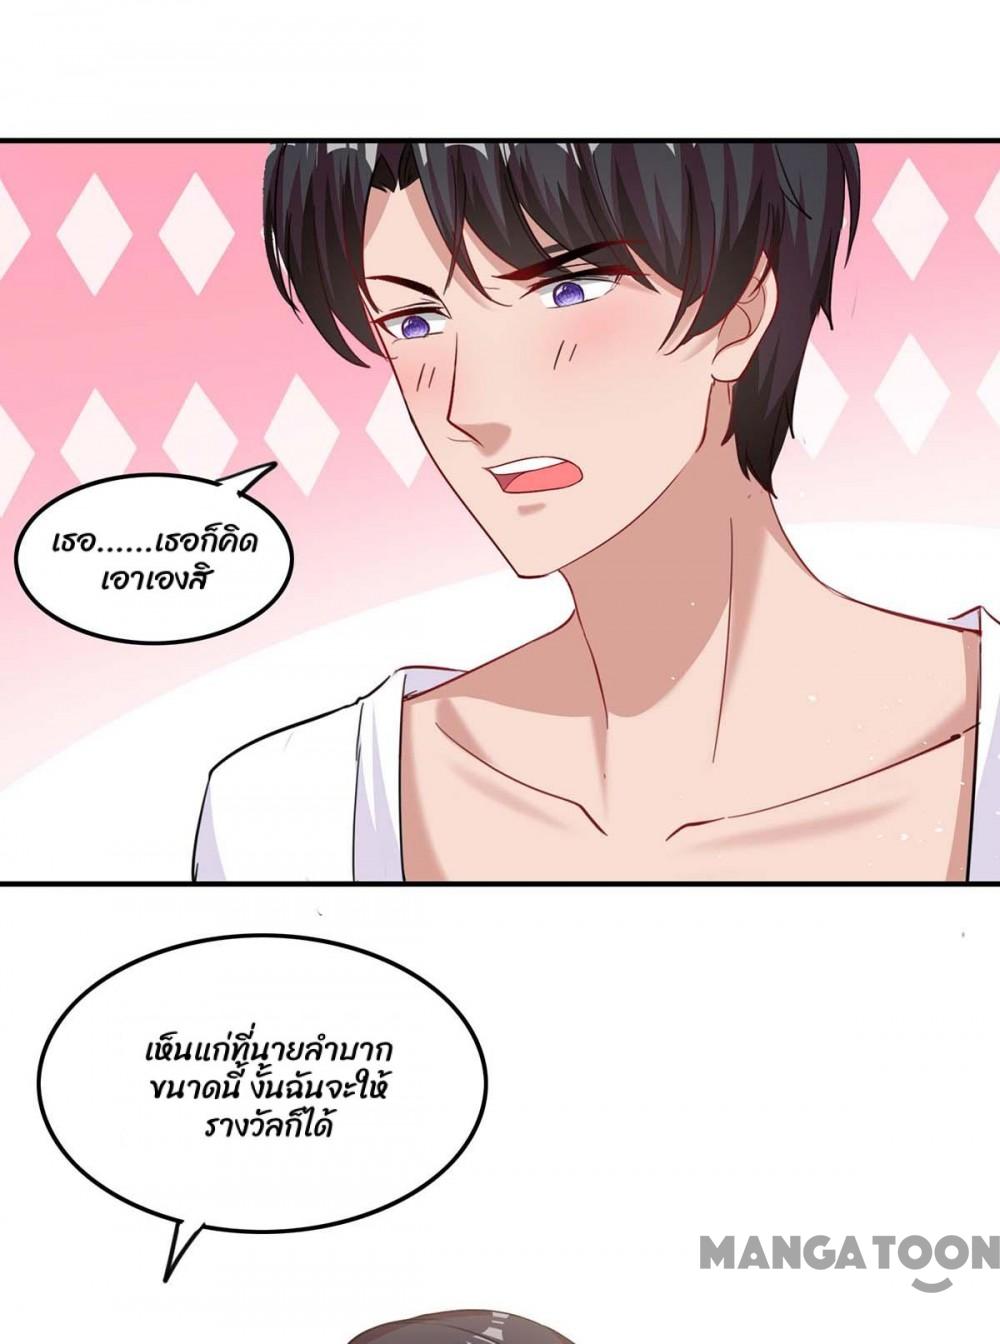 เธอ......เธอก็คิด
เอาเองสิ
เห็นแก่ที่นายลำบาก
ขนาดนี้ งั้นฉันจะให้
รางวัลก็ได้
MANGATOON